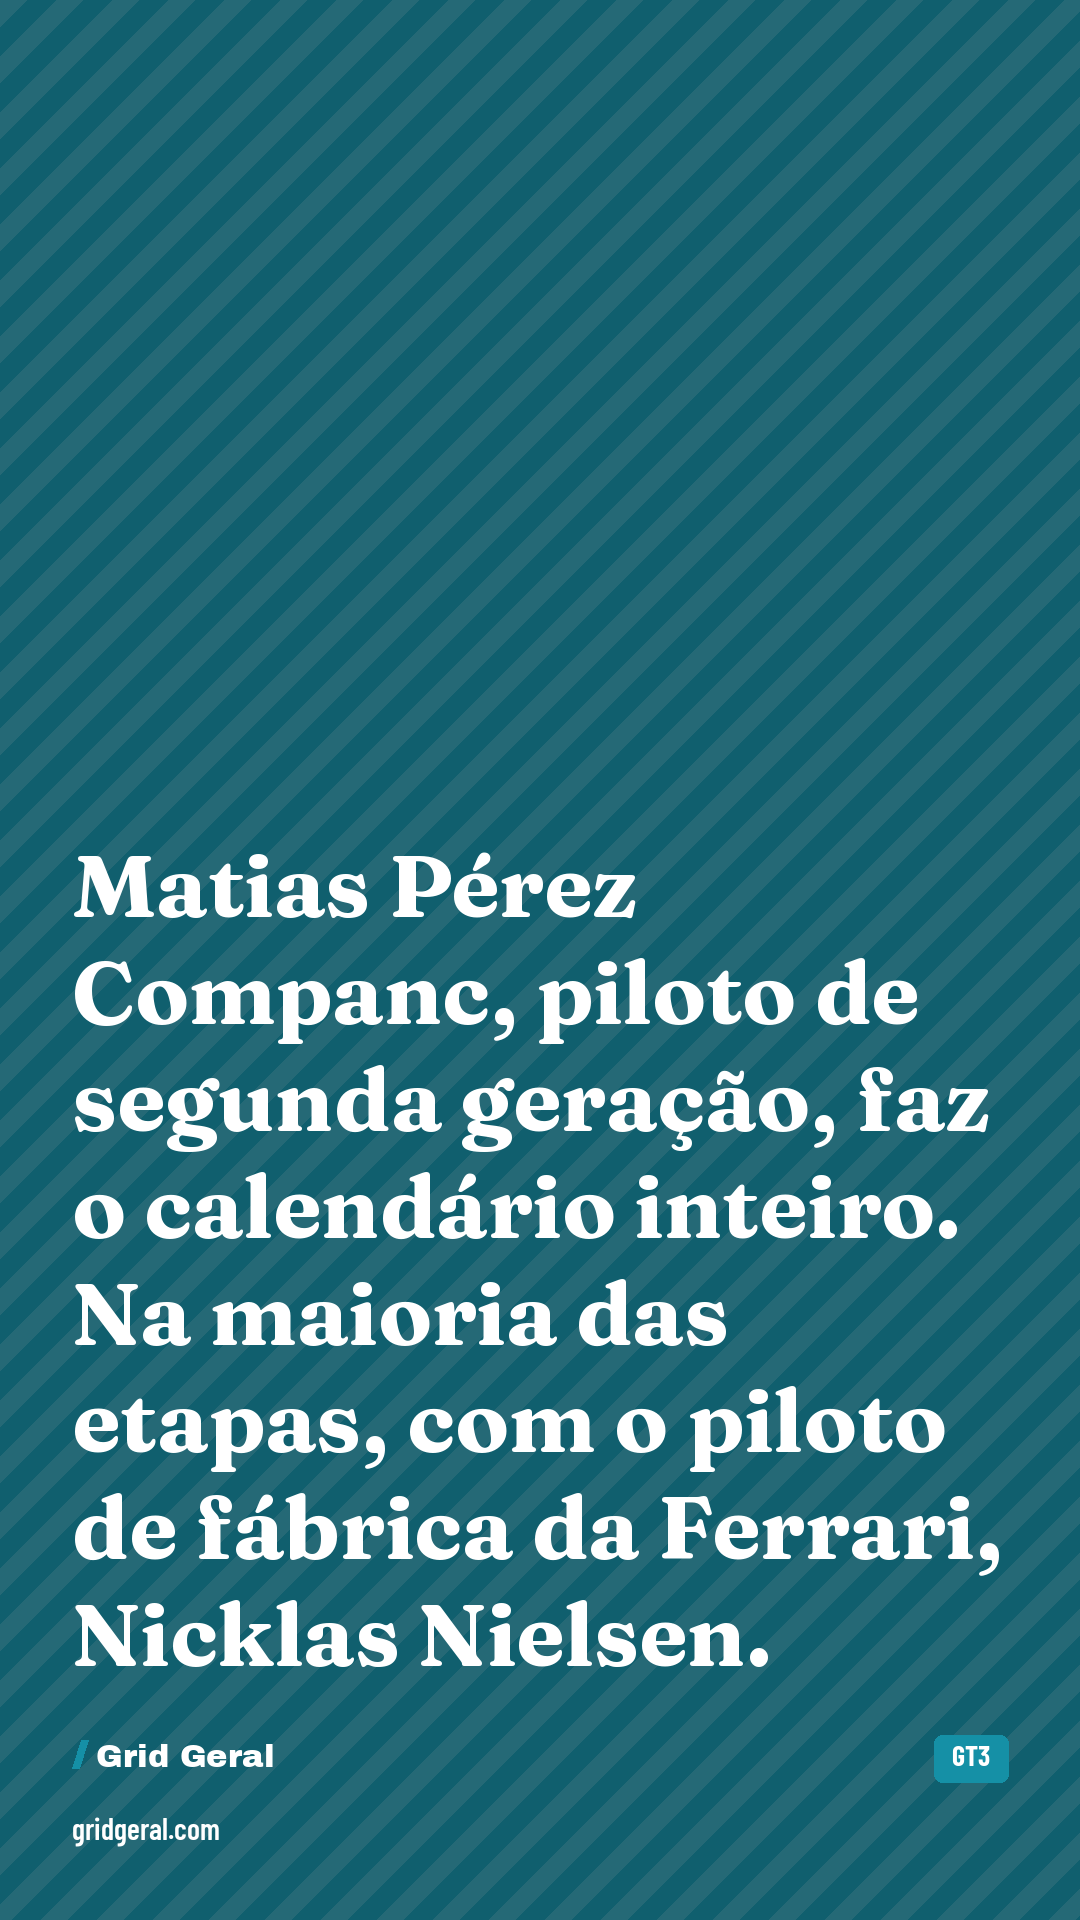 Matias Pérez
Companc, piloto de
segunda geração, faz
o calendário inteiro.
Na maioria das
etapas, com o piloto
de fábrica da Ferrari,
Nicklas Nielsen.
Grid Geral
GT3
gridgeral.com